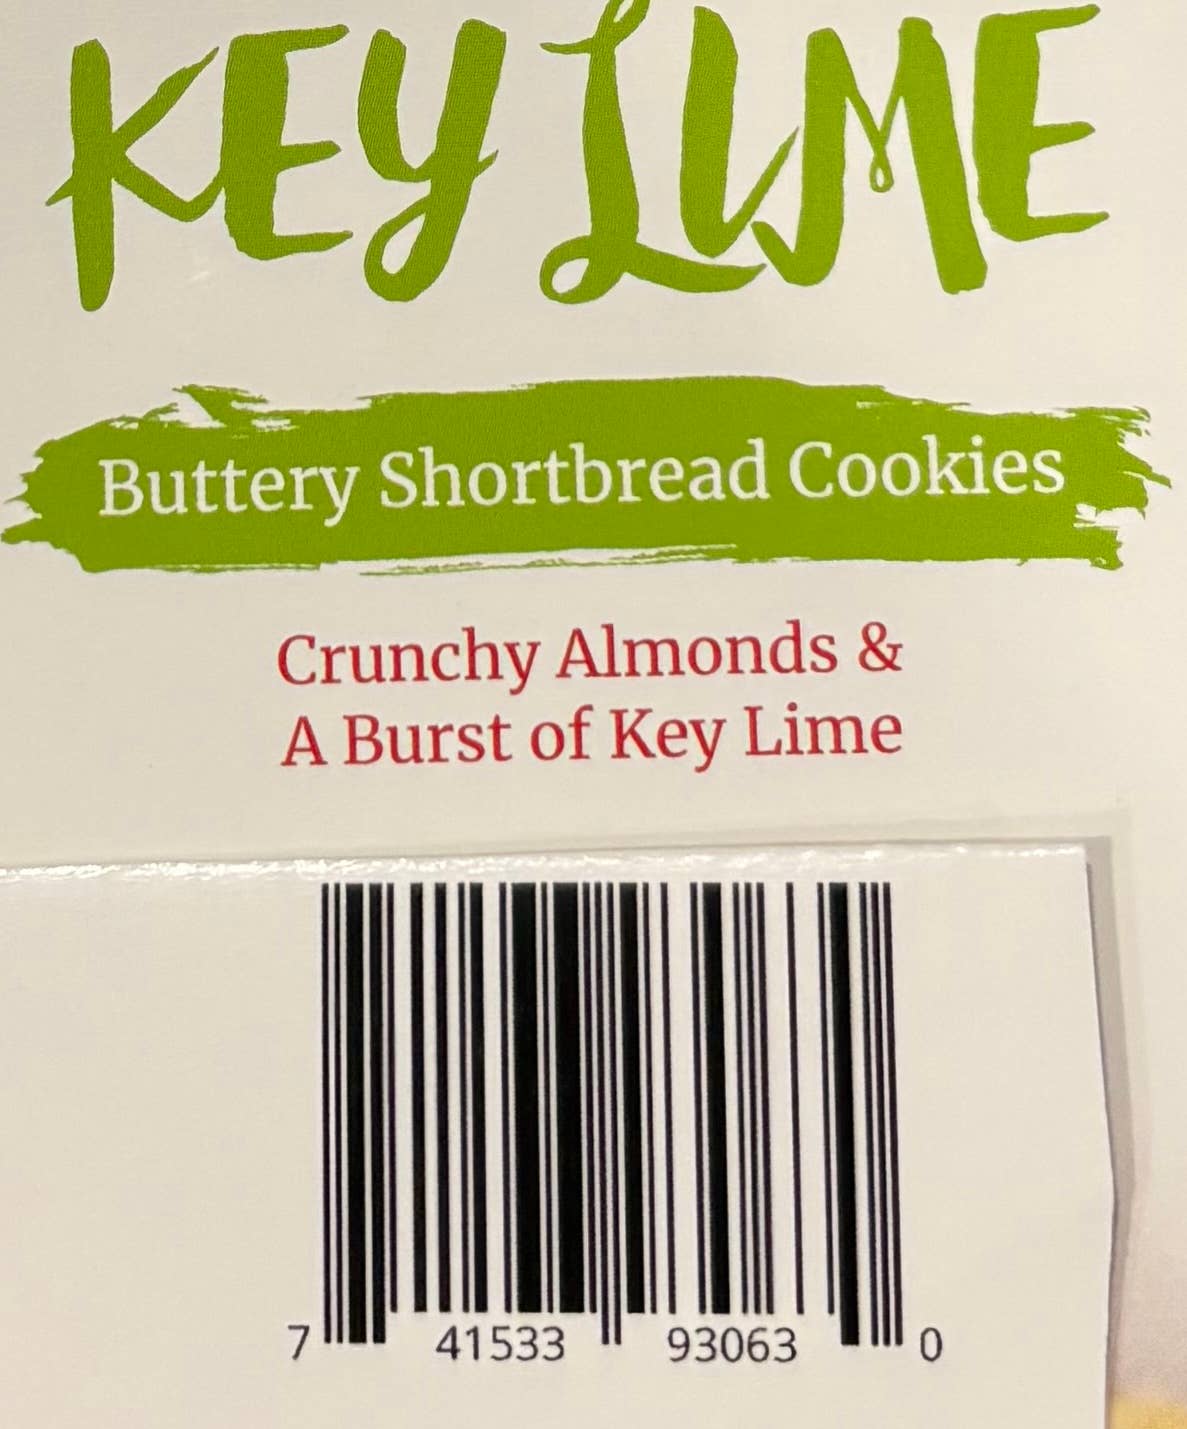 KEY LIME
Buttery Shortbread Cookies
Crunchy Almonds &
A Burst of Key Lime
7 41533 93063 0